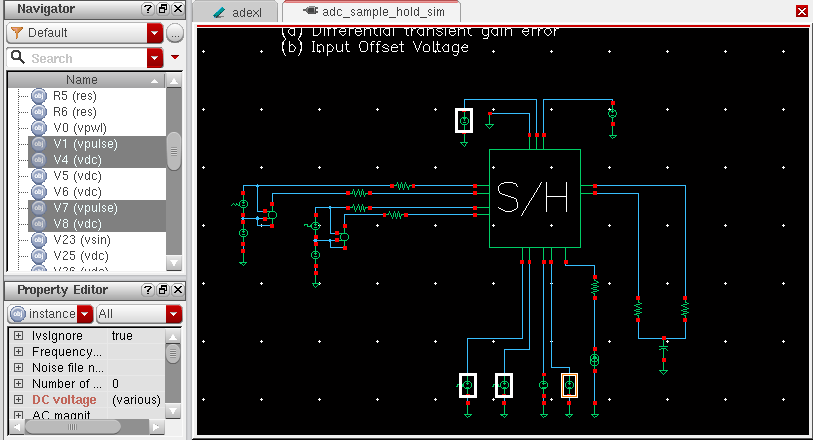 Navigator
Default
Search
Name
R5 (res)
R6 (res)
V0 (vpwl)
V1 (vpulse)
V4 (vdc)
V5 (vdc)
V6 (vdc)
V7 (vpulse)
V8 (vdc)
V23 (vsin)
V25 (vdc)
V26 (vdc)
Property Editor
instance All
lvsIgnore true
Frequency...
Noise file n...
Number of ... 0
DC voltage (various)
AC magnit
adexl adc_sample_hold_sim
(a) Differential transient gain error
(b) Input Offset Voltage
S/H